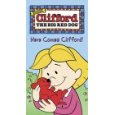 Clifford
THE BIG RED DOG
Here Comes Clifford!